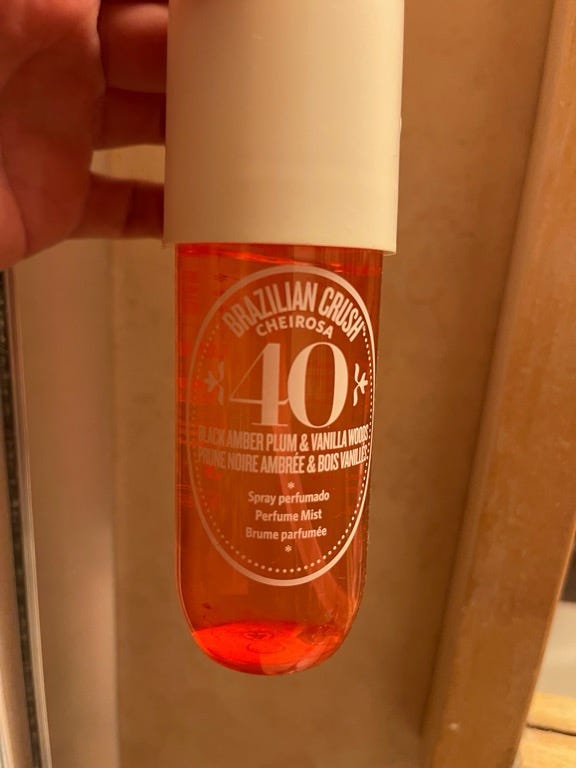 BRAZILIAN CRUSH
CHEIROSA
40
BLACK AMBER PLUM & VANILLA WOODS
PRUNE NOIRE AMBRÉE & BOIS VANILLÉS
Spray perfumado
Perfume Mist
Brume parfumée